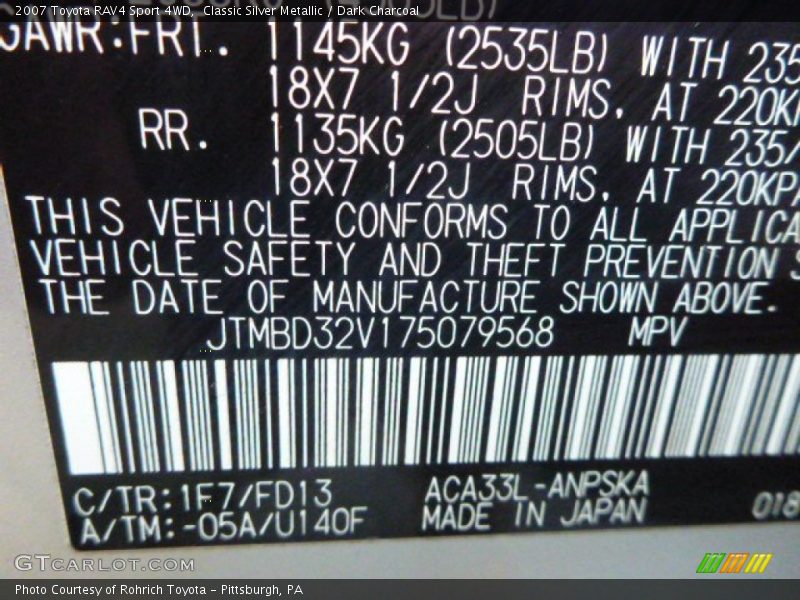 2007 Toyota RAV4 Sport 4WD, Classic Silver Metallic / Dark Charcoal
GAWR:FRT. 1145KG (2535LB) WITH 235
18X7 1/2J RIMS, AT 220KP
RR. 1135KG (2505LB) WITH 235/
18X7 1/2J RIMS, AT 220KPA
THIS VEHICLE CONFORMS TO ALL APPLICA
VEHICLE SAFETY AND THEFT PREVENTION S
THE DATE OF MANUFACTURE SHOWN ABOVE.
JTMBD32V175079568 MPV
C/TR:1F7/FD13 ACA33L-ANPSKA
A/TM:-05A/U140F MADE IN JAPAN 018
GTCARLOT.COM
Photo Courtesy of Rohrich Toyota - Pittsburgh, PA